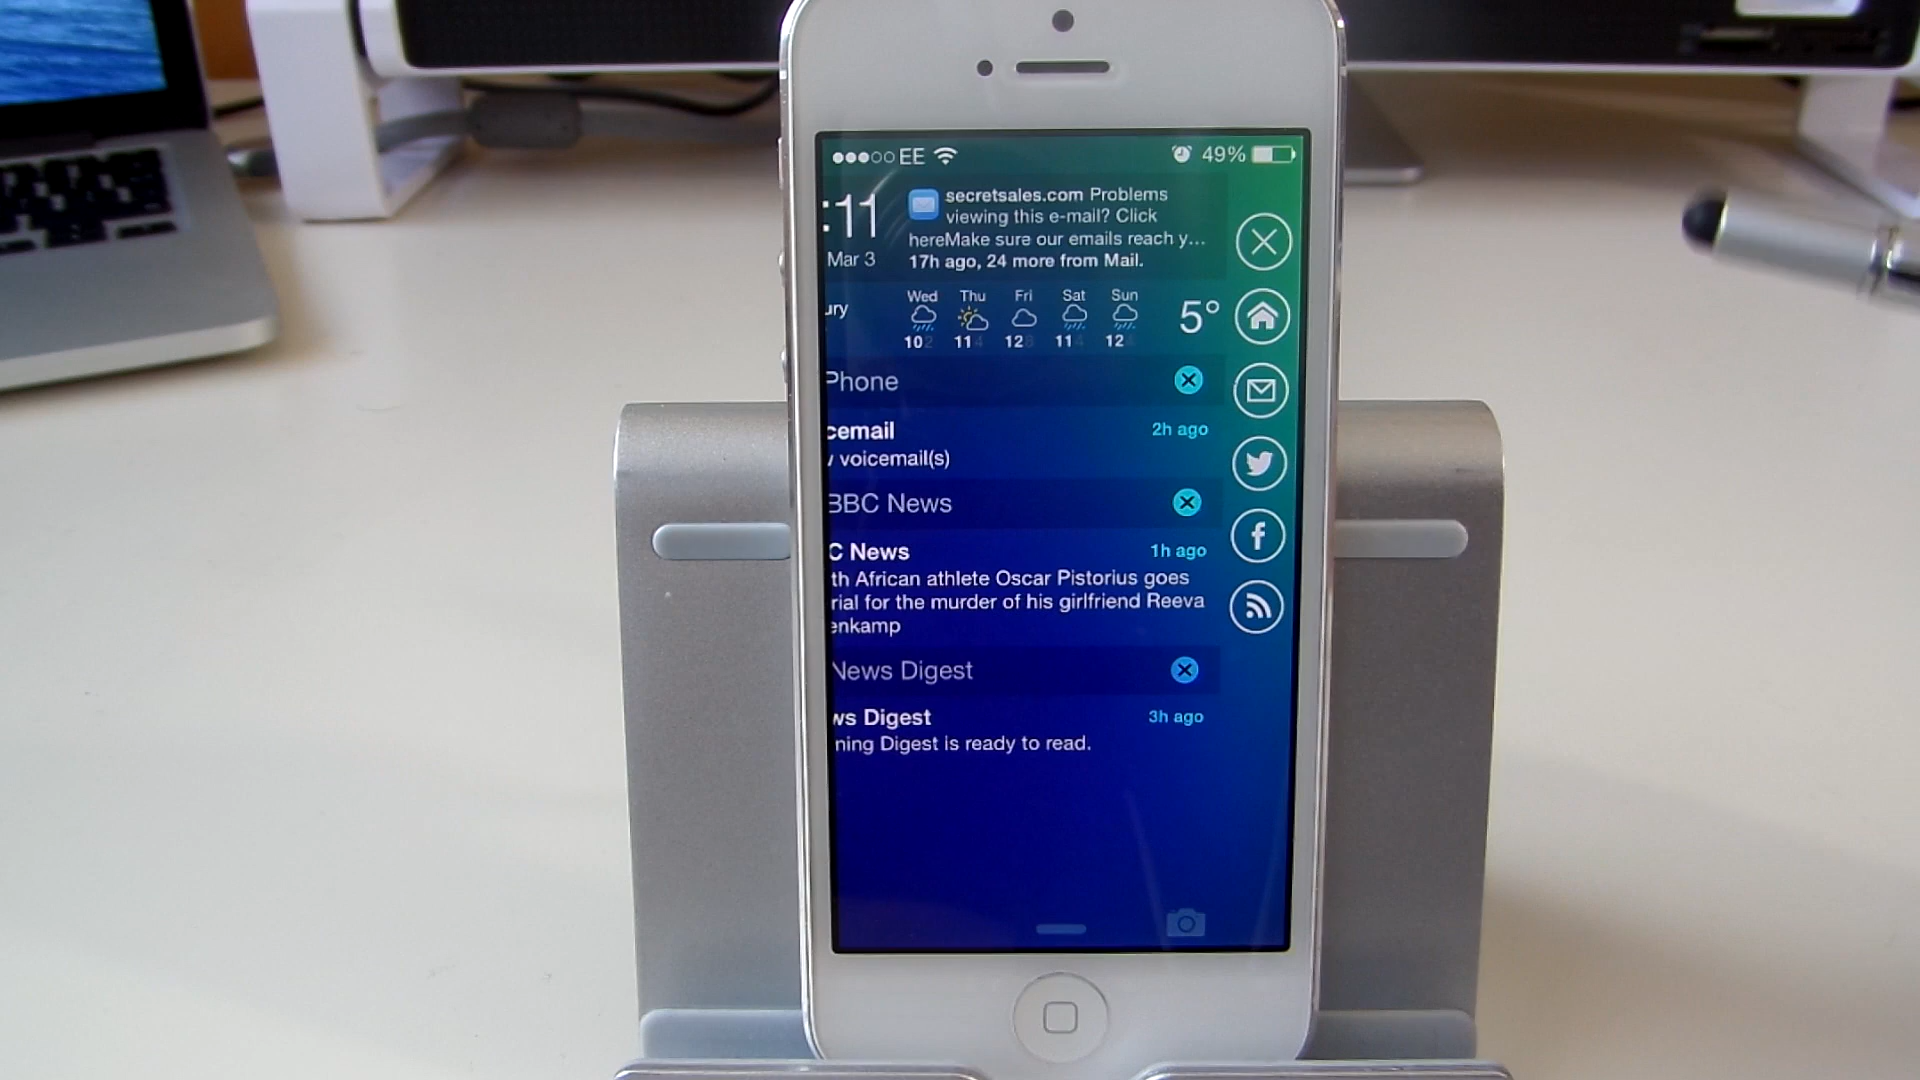 EE 49%
:11
Mar 3
secretsales.com Problems
viewing this e-mail? Click
hereMake sure our emails reach y...
17h ago, 24 more from Mail.
ury
Wed Thu Fri Sat Sun
10 11 12 11 12
5°
Phone
cemail 2h ago
voicemail(s)
BBC News
C News 1h ago
th African athlete Oscar Pistorius goes
rial for the murder of his girlfriend Reeva
enkamp
News Digest
ws Digest 3h ago
ning Digest is ready to read.